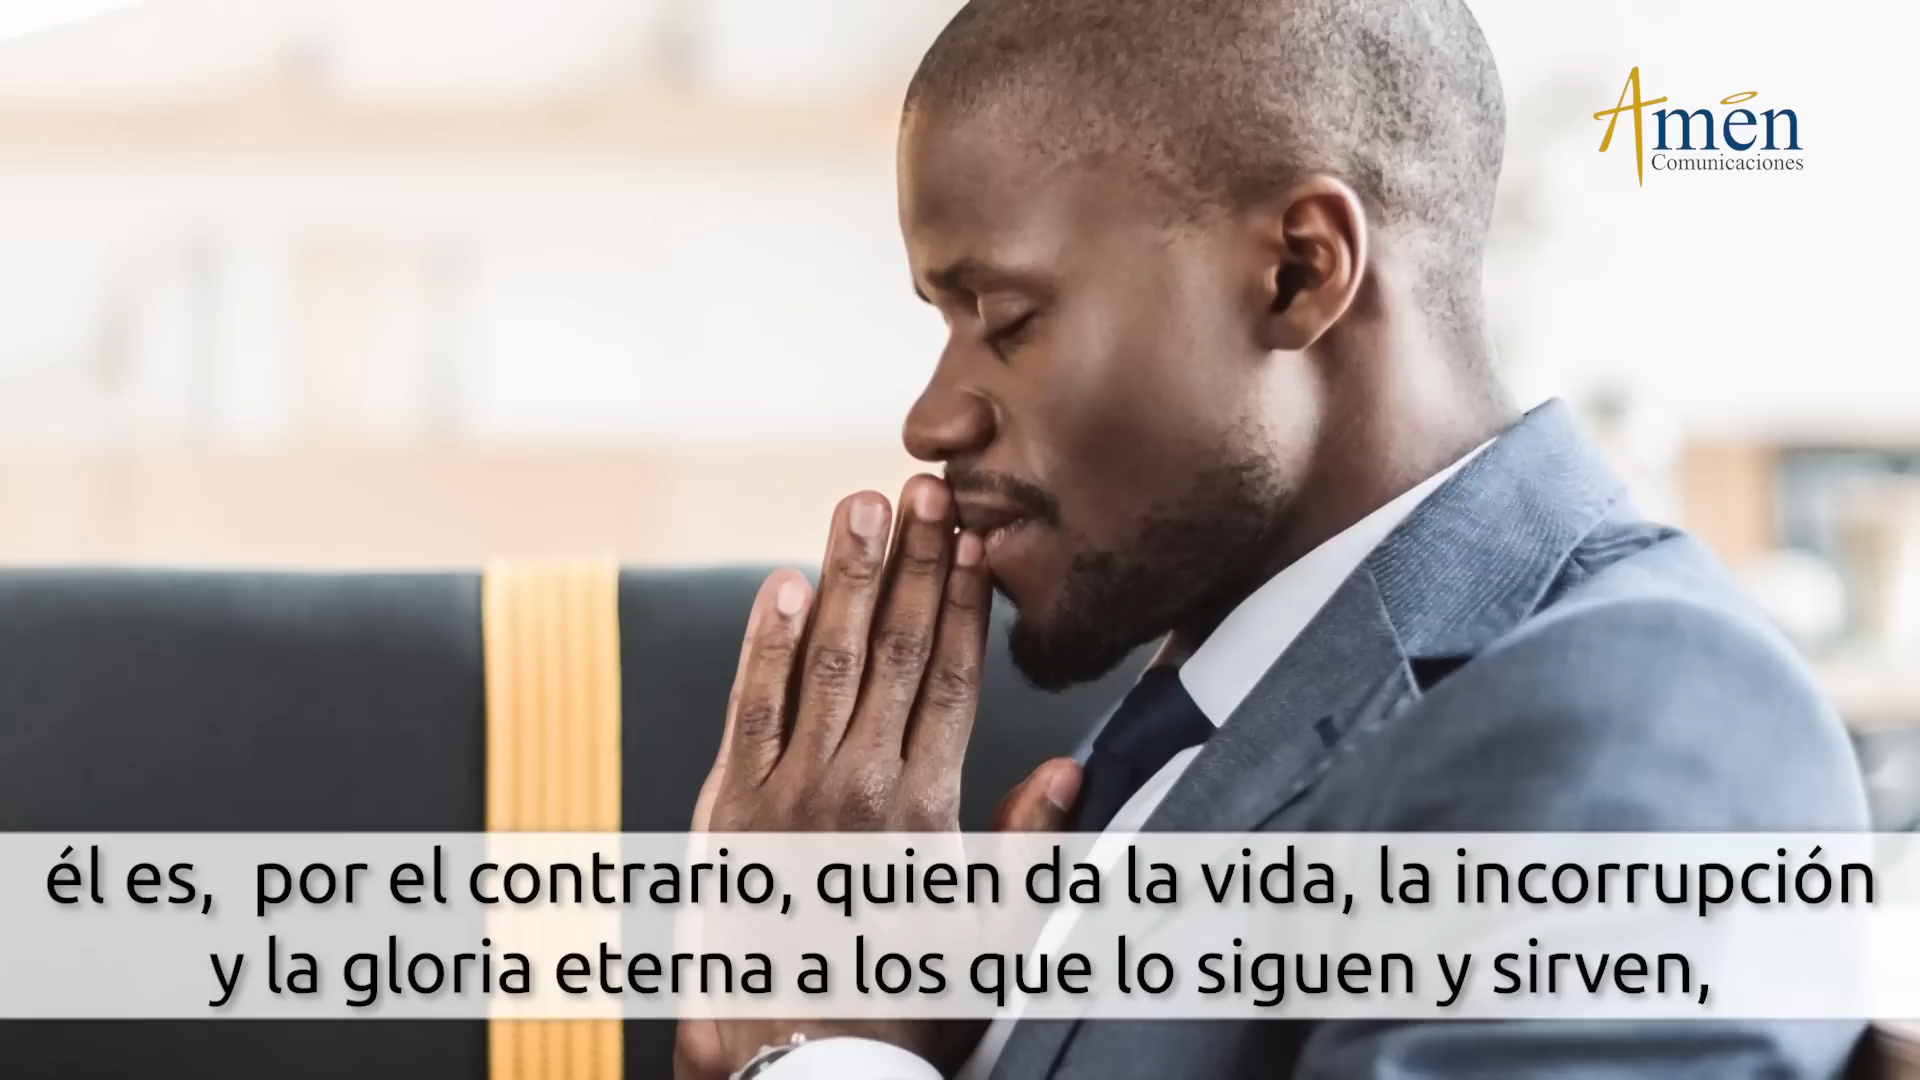 Amén
Comunicaciones
él es, por el contrario, quien da la vida, la incorrupción
y la gloria eterna a los que lo siguen y sirven,